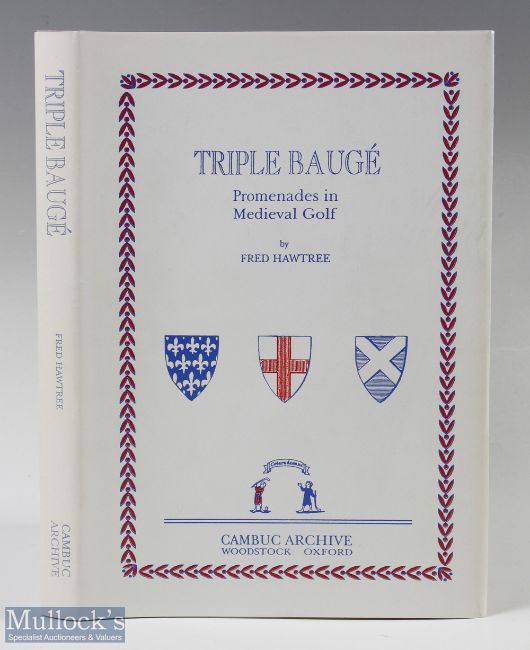 TRIPLE BAUGÉ
Promenades in
Medieval Golf
by
FRED HAWTREE
CAMBUC ARCHIVE
WOODSTOCK OXFORD
TRIPLE BAUGÉ
FRED HAWTREE
CAMBUC
ARCHIVE
Mullock's
Specialist Auctioneers & Valuers